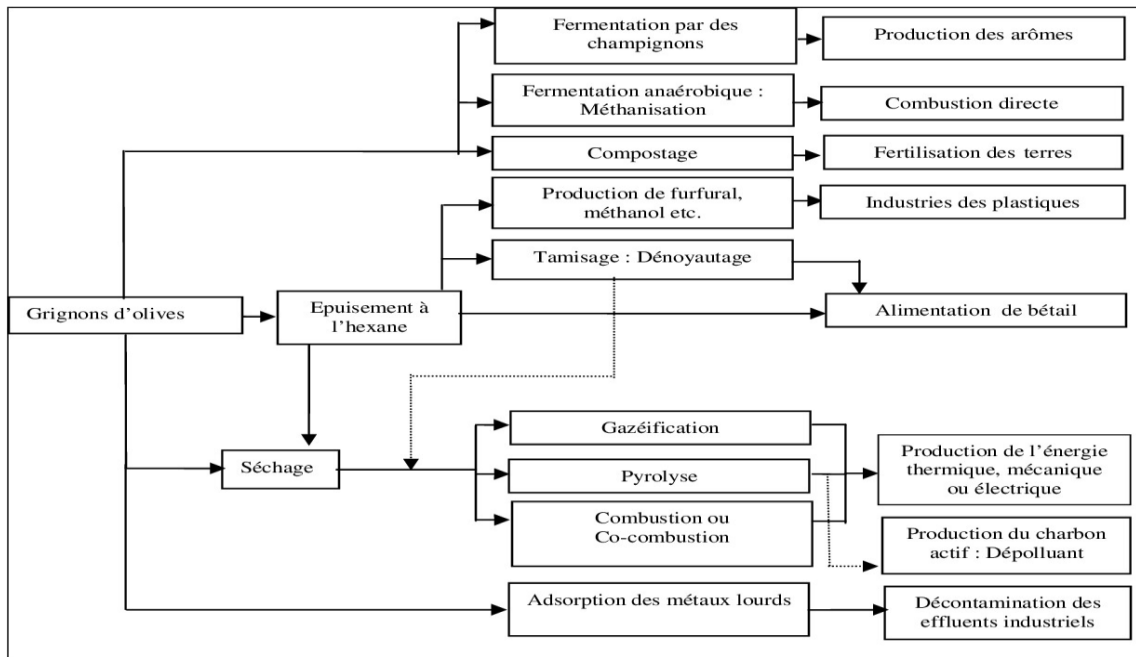 Fermentation par des
champignons
Production des arômes
Fermentation anaérobique :
Méthanisation
Combustion directe
Compostage
Fertilisation des terres
Production de furfural,
méthanol etc.
Industries des plastiques
Tamisage : Dénoyautage
Grignons d’olives
Epuisement à
l’hexane
Alimentation de bétail
Séchage
Gazéification
Pyrolyse
Combustion ou
Co-combustion
Production de l’énergie
thermique, mécanique
ou électrique
Production du charbon
actif : Dépolluant
Adsorption des métaux lourds
Décontamination des
effluents industriels